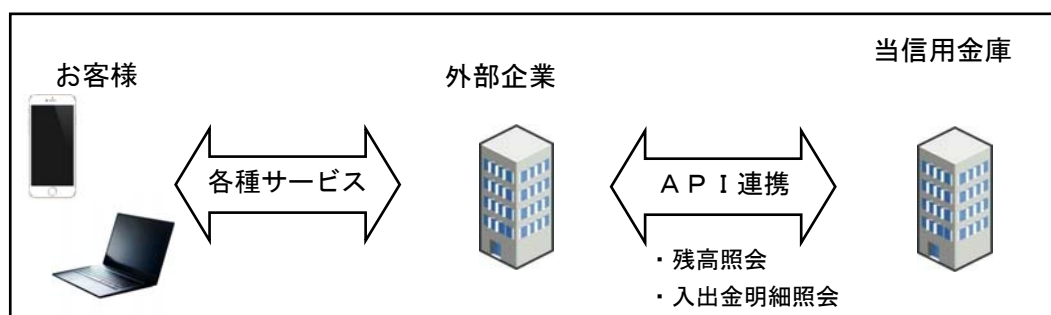 お客様
外部企業
当信用金庫
各種サービス
ＡＰＩ連携
・残高照会
・入出金明細照会